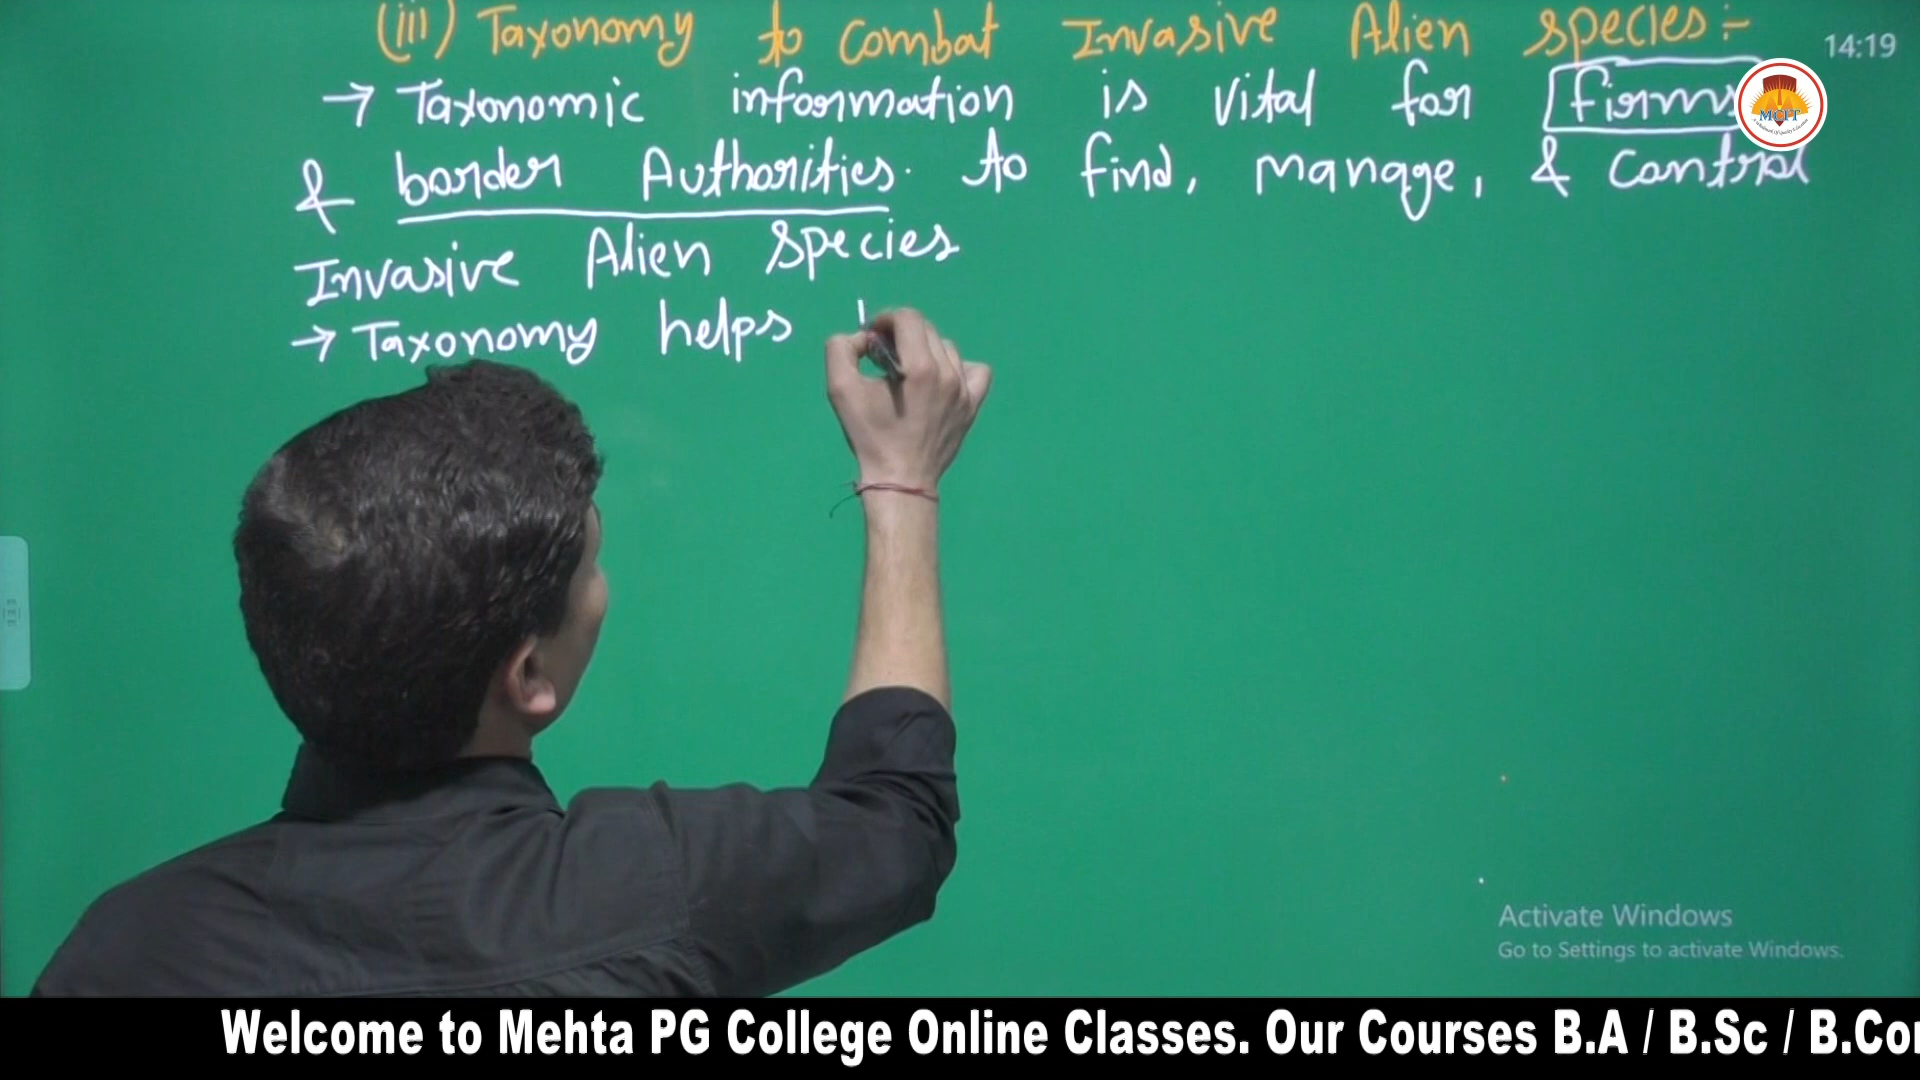 (iii) Taxonomy to combat Invasive Alien species:-
14:19
→ Taxonomic information is vital for firms
MCPT
& border Authorities. to find, manage, & control
Invasive Alien species
→ Taxonomy helps
Activate Windows
Go to Settings to activate Windows.
Welcome to Mehta PG College Online Classes. Our Courses B.A / B.Sc / B.Co